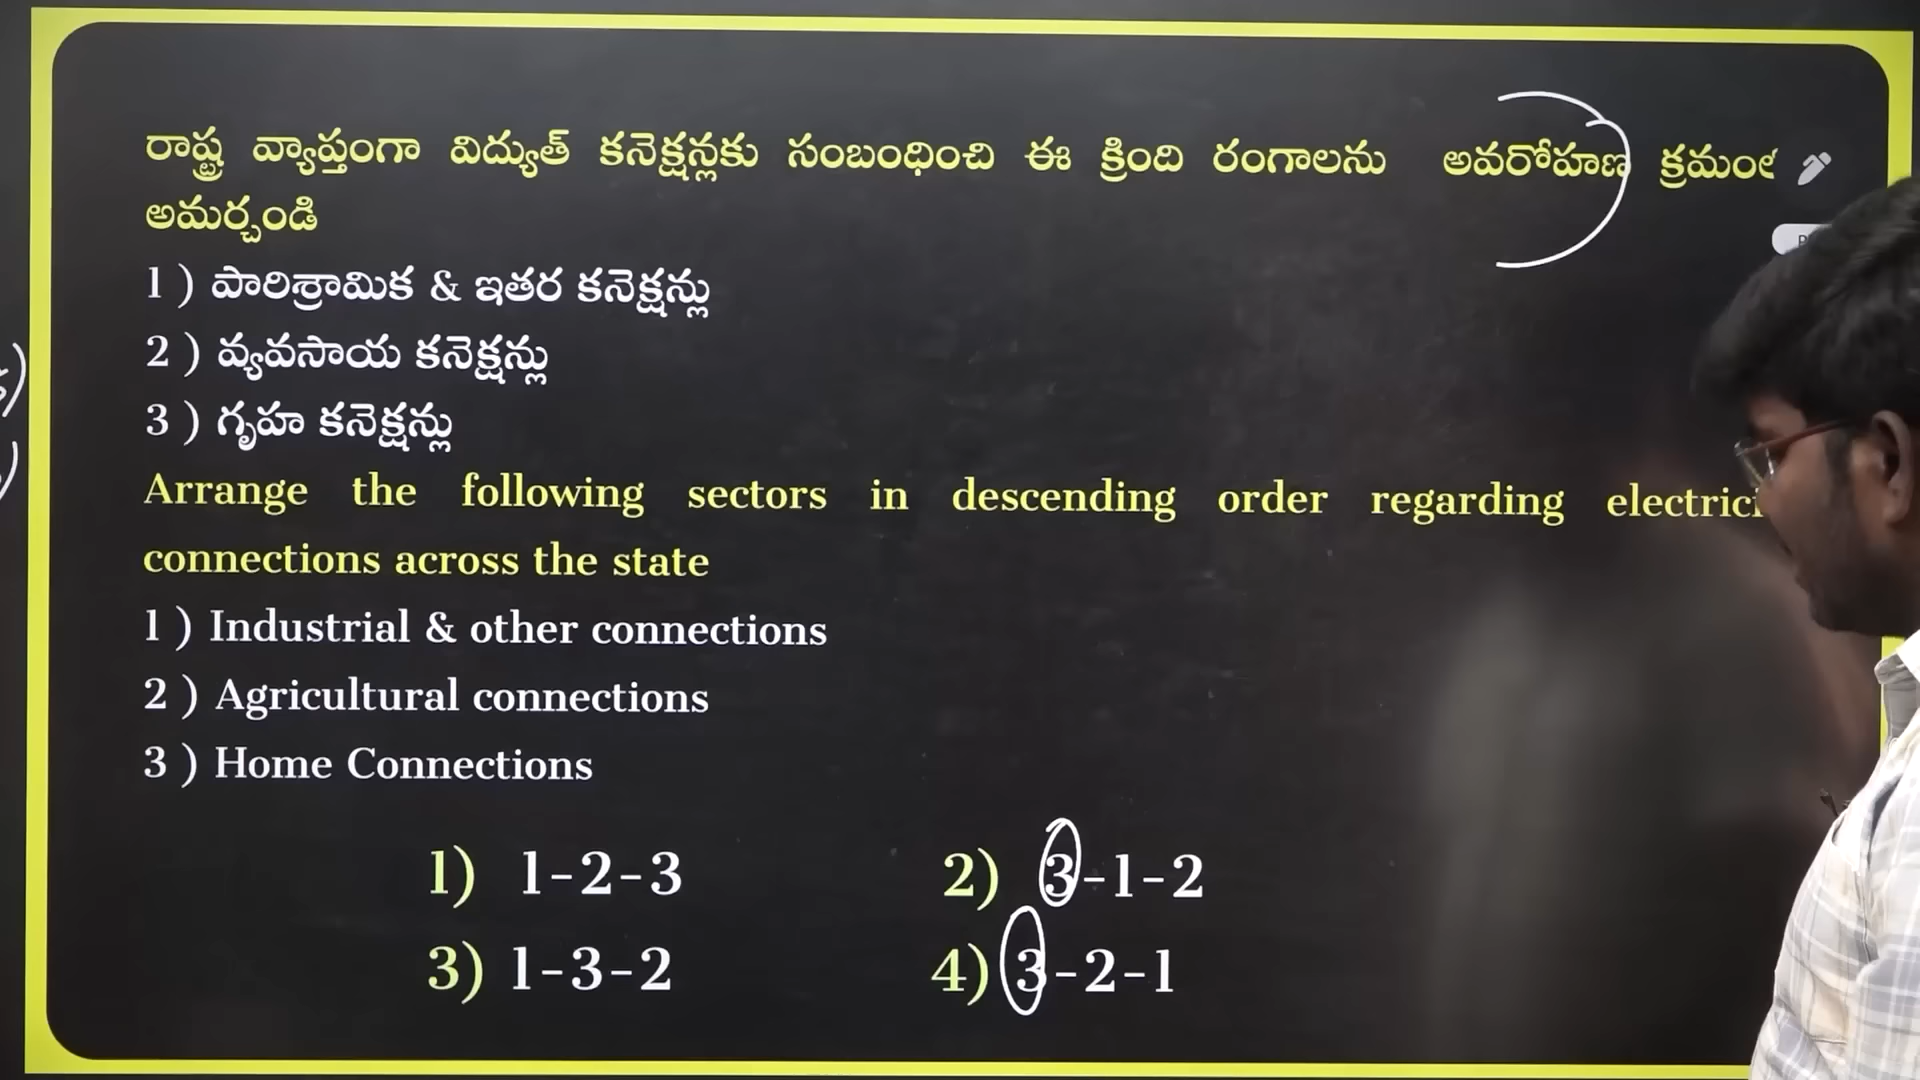 రాష్ట్ర వ్యాప్తంగా విద్యుత్ కనెక్షన్లకు సంబంధించి ఈ క్రింది రంగాలను అవరోహణ
అమర్చండి
1 ) పారిశ్రామిక & ఇతర కనెక్షన్లు
2 ) వ్యవసాయ కనెక్షన్లు
3 ) గృహ కనెక్షన్లు
Arrange the following sectors in descending order regarding
connections across the state
1 ) Industrial & other connections
2 ) Agricultural connections
3 ) Home Connections
1) 1-2-3 2) 3-1-2
3) 1-3-2 4) 3-2-1